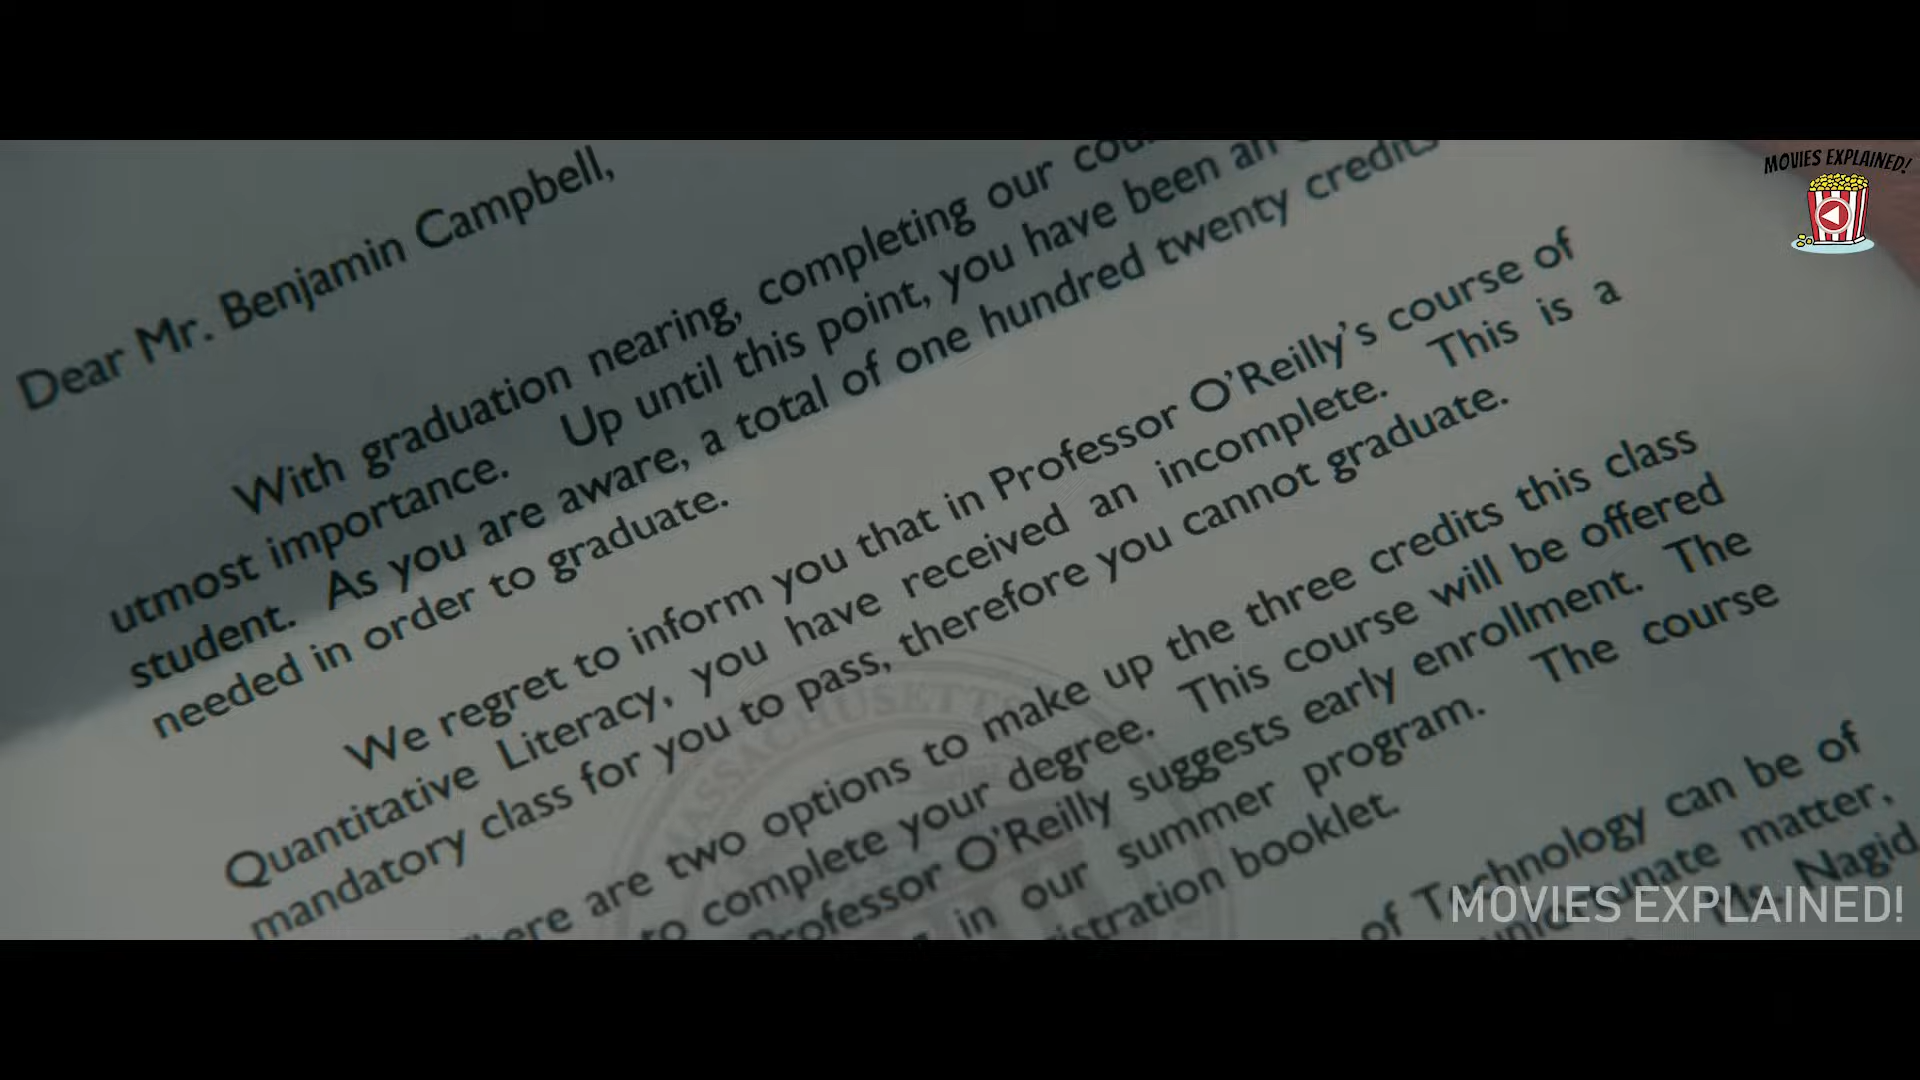 MOVIES EXPLAINED!
Dear Mr. Benjamin Campbell,
With graduation nearing, completing our
utmost importance. Up until this point, you have been an
student. As you are aware, a total of one hundred twenty credits
needed in order to graduate.
We regret to inform you that in Professor O'Reilly's course of
Quantitative Literacy, you have received an incomplete. This is a
mandatory class for you to pass, therefore you cannot graduate.
are two options to make up the three credits this class
to complete your degree. This course will be offered
Professor O'Reilly suggests early enrollment. The
in our summer program. The course
booklet.
of Technology can be of
matter,
Ms. Nagid
MASSACHUSETTS
MOVIES EXPLAINED!